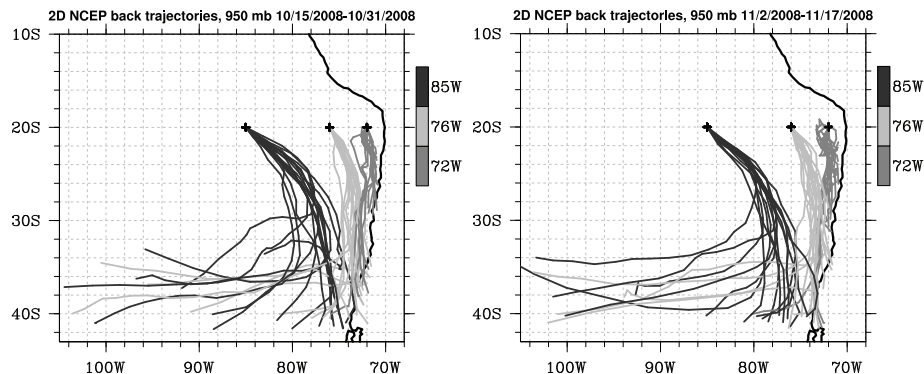 2D NCEP back trajectories, 950 mb 10/15/2008-10/31/2008
10S
20S
30S
40S
100W
90W
80W
70W
85W
76W
72W
2D NCEP back trajectories, 950 mb 11/2/2008-11/17/2008
10S
20S
30S
40S
100W
90W
80W
70W
85W
76W
72W